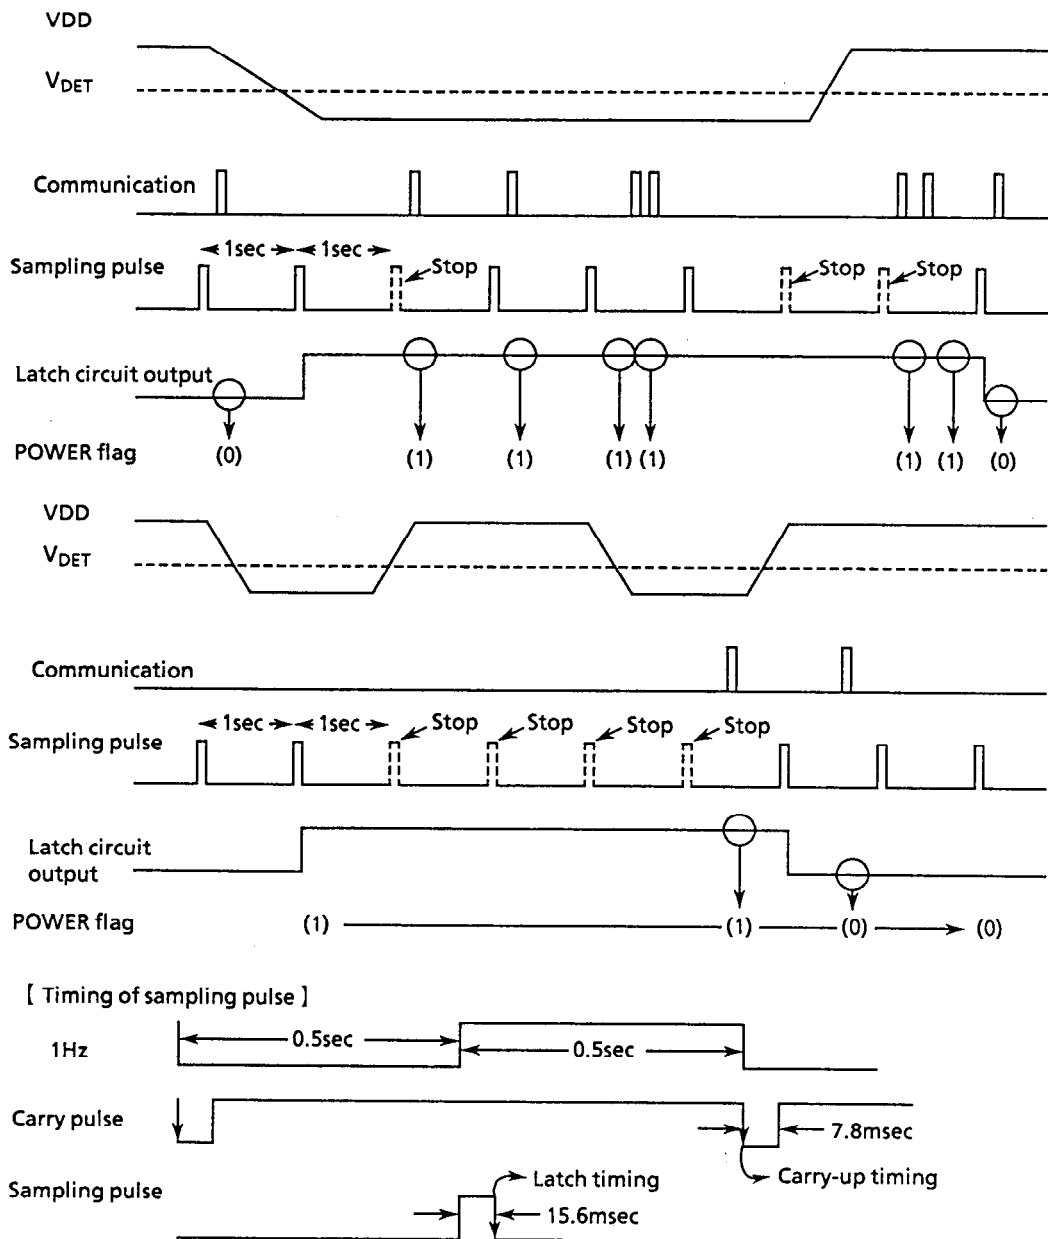 VDD
VDET
Communication
1sec 1sec
Sampling pulse Stop Stop Stop
Latch circuit output
POWER flag (0) (1) (1) (1) (1) (1) (1) (0)
VDD
VDET
Communication
1sec 1sec Stop Stop Stop Stop
Sampling pulse
Latch circuit
output
POWER flag (1) (1) (0) (0)
[ Timing of sampling pulse ]
1Hz 0.5sec 0.5sec
Carry pulse 7.8msec
Carry-up timing
Latch timing
Sampling pulse
15.6msec